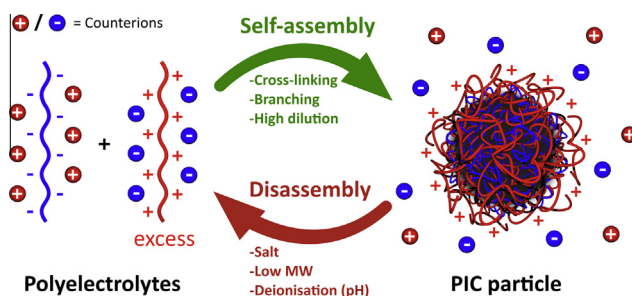 + / - = Counterions
Self-assembly
-Cross-linking
-Branching
-High dilution
+
excess
Disassembly
-Salt
-Low MW
-Deionisation (pH)
Polyelectrolytes
PIC particle